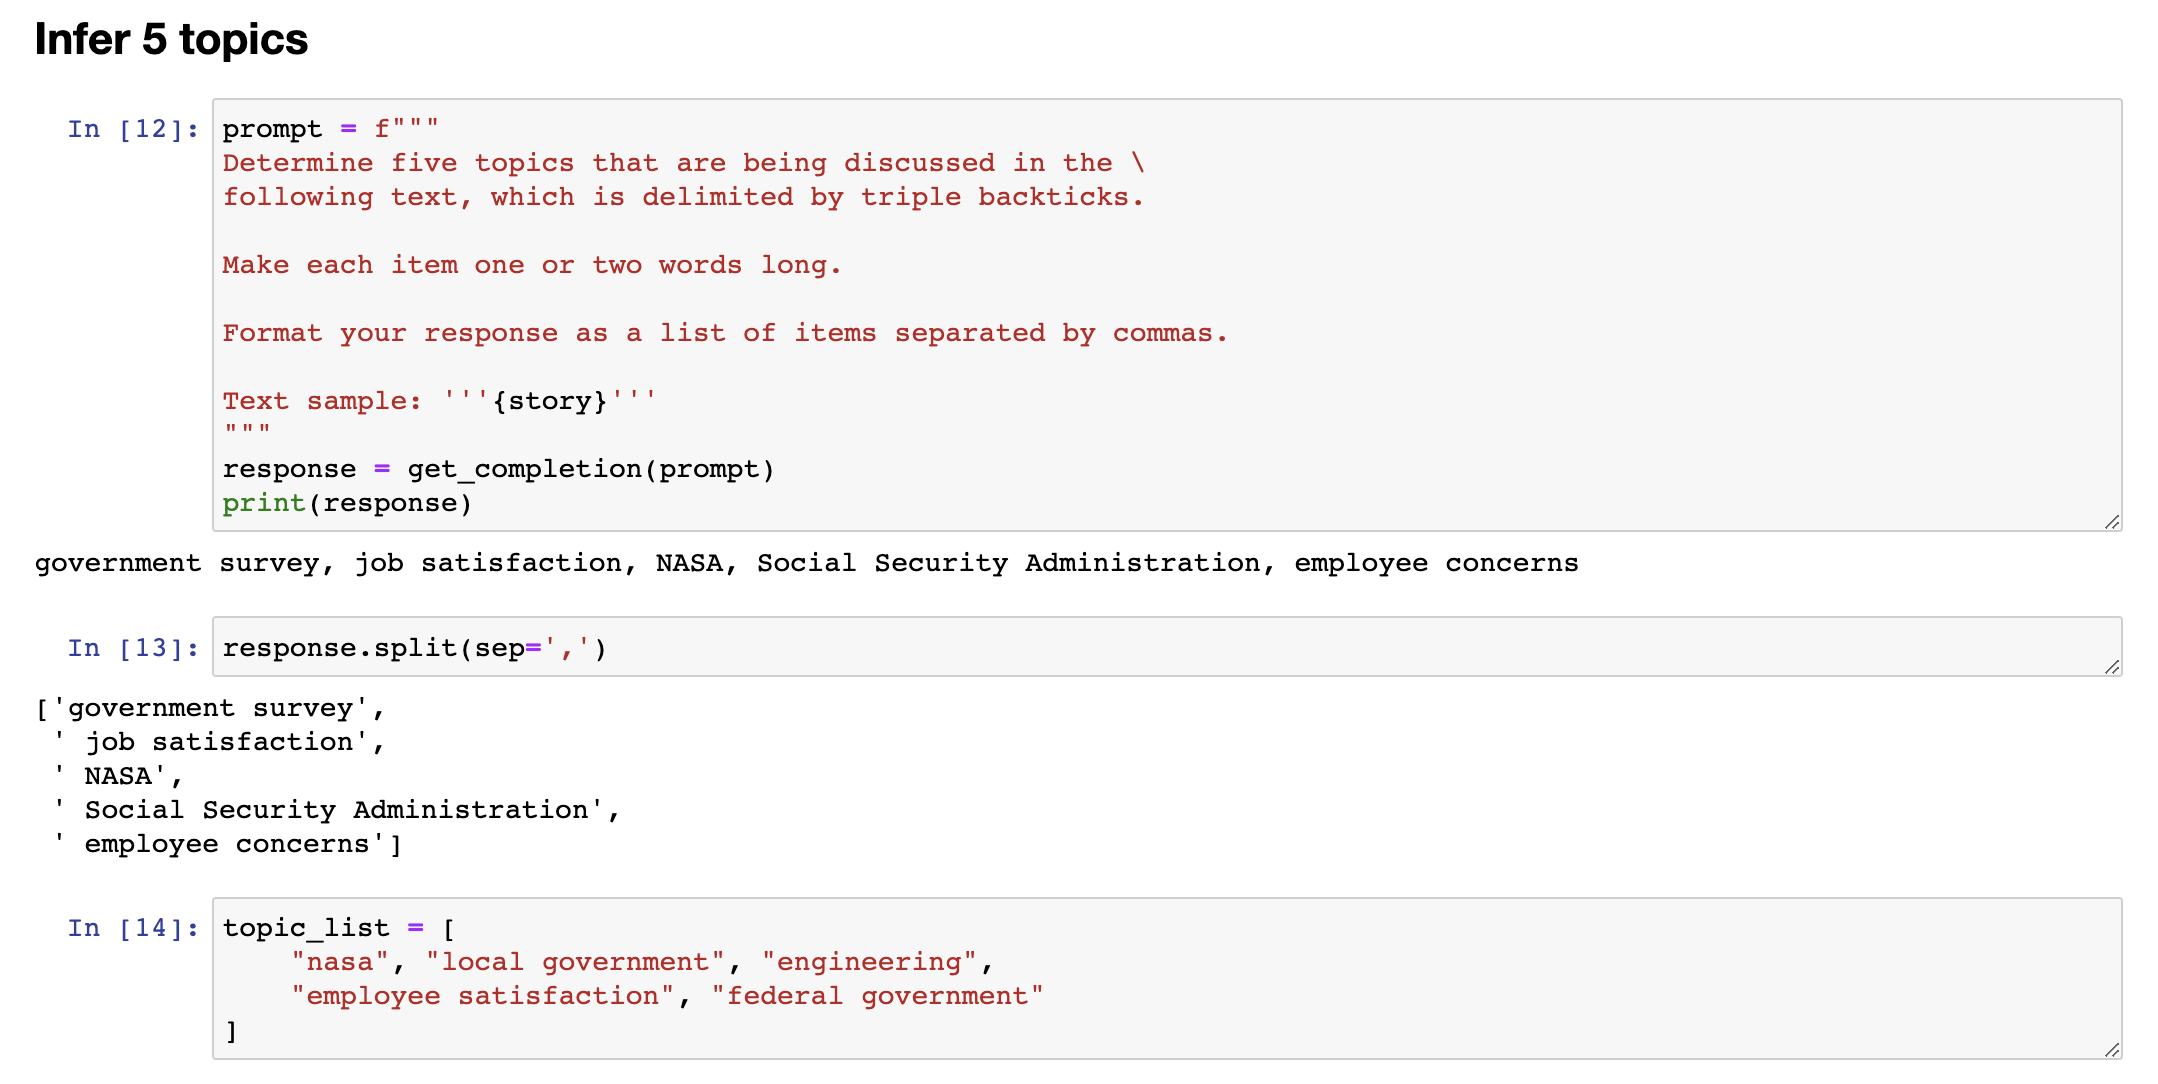 Infer 5 topics
In [12]: prompt = f"""
Determine five topics that are being discussed in the \
following text, which is delimited by triple backticks.
Make each item one or two words long.
Format your response as a list of items separated by commas.
Text sample: '''{story}'''
"""
response = get_completion(prompt)
print(response)
government survey, job satisfaction, NASA, Social Security Administration, employee concerns
In [13]: response.split(sep=',')
['government survey',
' job satisfaction',
' NASA',
' Social Security Administration',
' employee concerns']
In [14]: topic_list = [
"nasa", "local government", "engineering",
"employee satisfaction", "federal government"
]